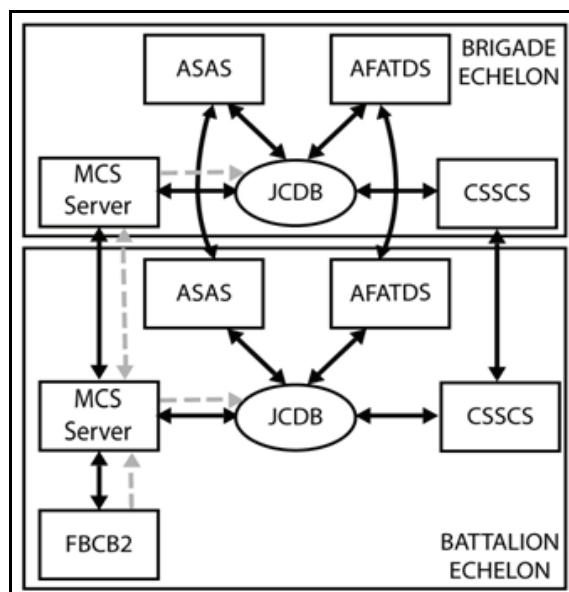 ASAS
AFATDS
BRIGADE
ECHELON
MCS
Server
JCDB
CSSCS
ASAS
AFATDS
MCS
Server
JCDB
CSSCS
FBCB2
BATTALION
ECHELON